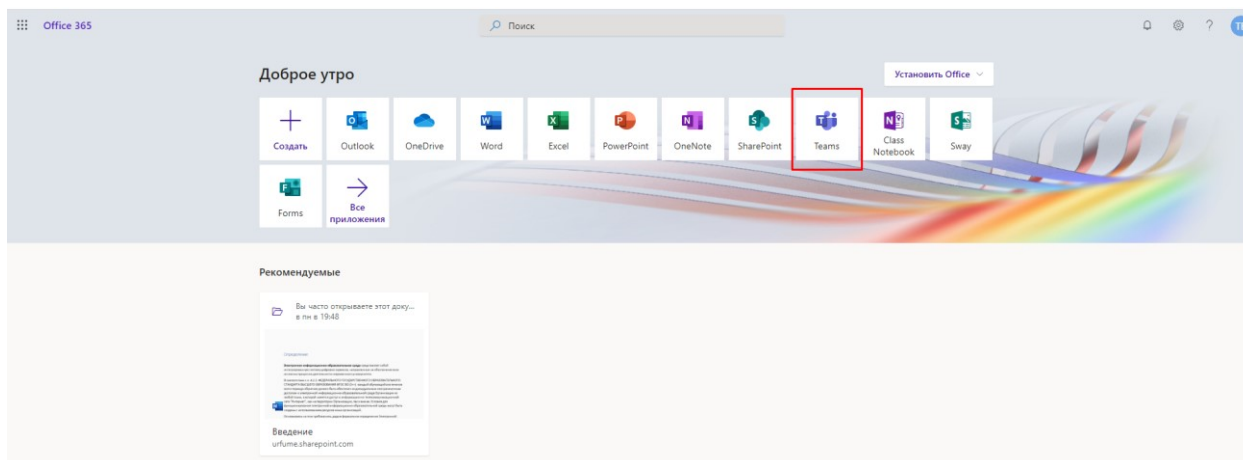 Office 365
Поиск
?
Доброе утро
Установить Office
Создать
Outlook
OneDrive
Word
Excel
PowerPoint
OneNote
SharePoint
Teams
Class
Notebook
Sway
Forms
Все
приложения
Рекомендуемые
Вы часто открываете этот доку...
в пн в 19:48
Введение
urfume.sharepoint.com